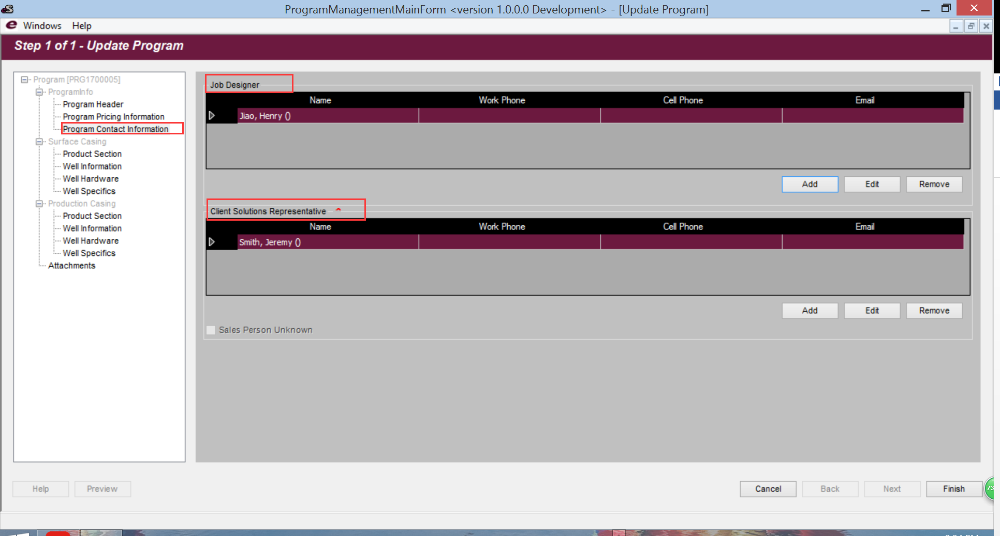 ProgramManagementMainForm <version 1.0.0.0 Development> - [Update Program]
Windows Help
Step 1 of 1 - Update Program
Program [PRG1700005]
ProgramInfo
Program Header
Program Pricing Information
Program Contact Information
Surface Casing
Product Section
Well Information
Well Hardware
Well Specifics
Production Casing
Product Section
Well Information
Well Hardware
Well Specifics
Attachments
Job Designer
Name Work Phone Cell Phone Email
Jiao, Henry ()
Add Edit Remove
Client Solutions Representative
Name Work Phone Cell Phone Email
Smith, Jeremy ()
Add Edit Remove
Sales Person Unknown
Help Preview Cancel Back Next Finish
73